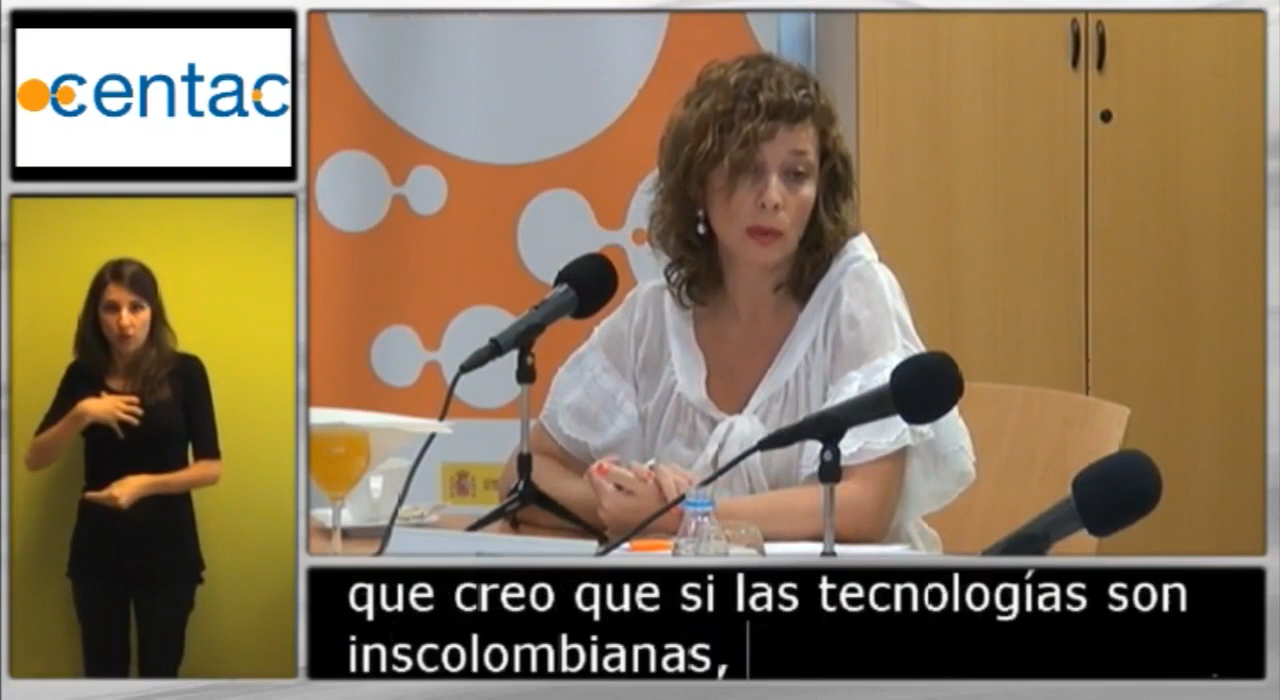 centac
que creo que si las tecnologías son
inscolombianas,